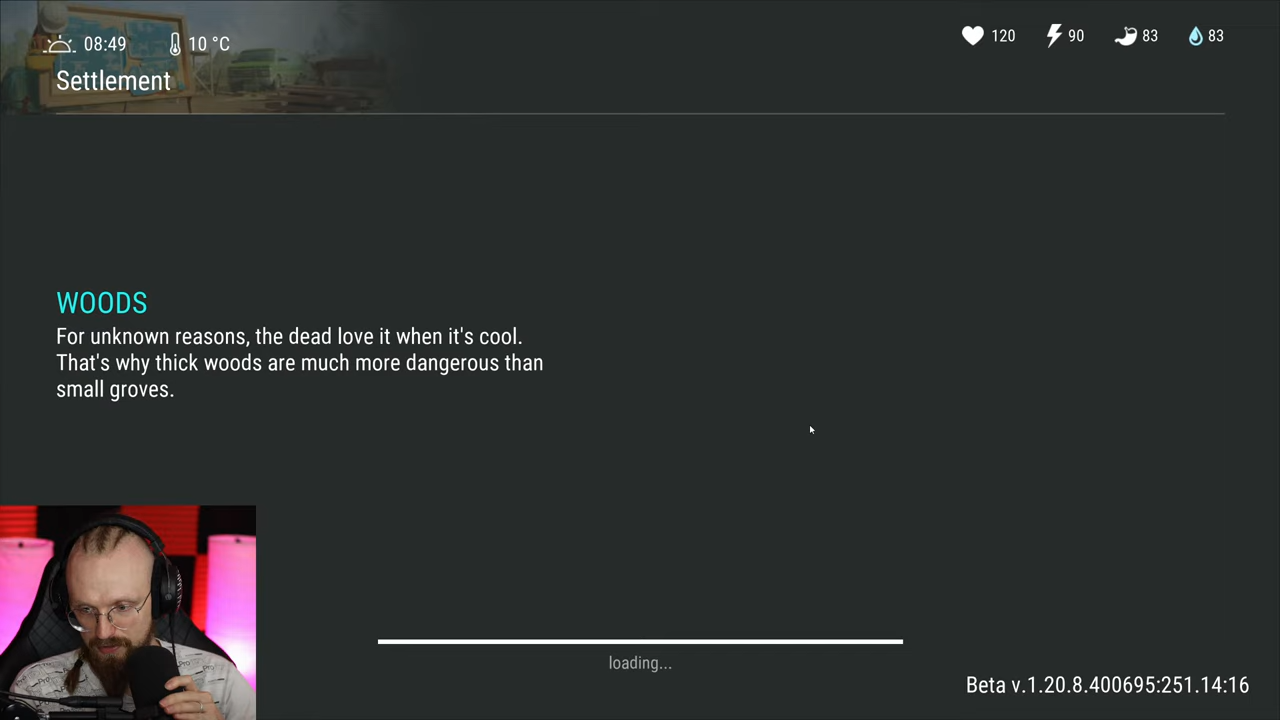 08:49
10 °C
120
90
83
83
Settlement
WOODS
For unknown reasons, the dead love it when it's cool.
That's why thick woods are much more dangerous than
small groves.
loading...
Beta v.1.20.8.400695:251.14:16